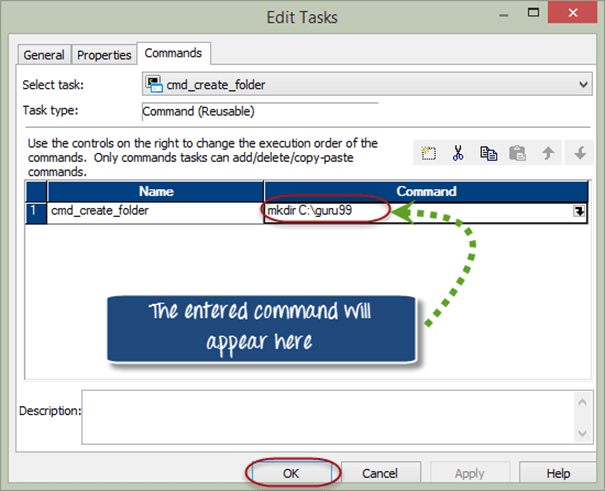 Edit Tasks
General Properties Commands
Select task: cmd_create_folder
Task type: Command (Reusable)
Use the controls on the right to change the execution order of the
commands. Only commands tasks can add/delete/copy-paste
commands.
Name Command
1 cmd_create_folder mkdir C:\guru99
The entered command will
appear here
Description:
OK Cancel Apply Help